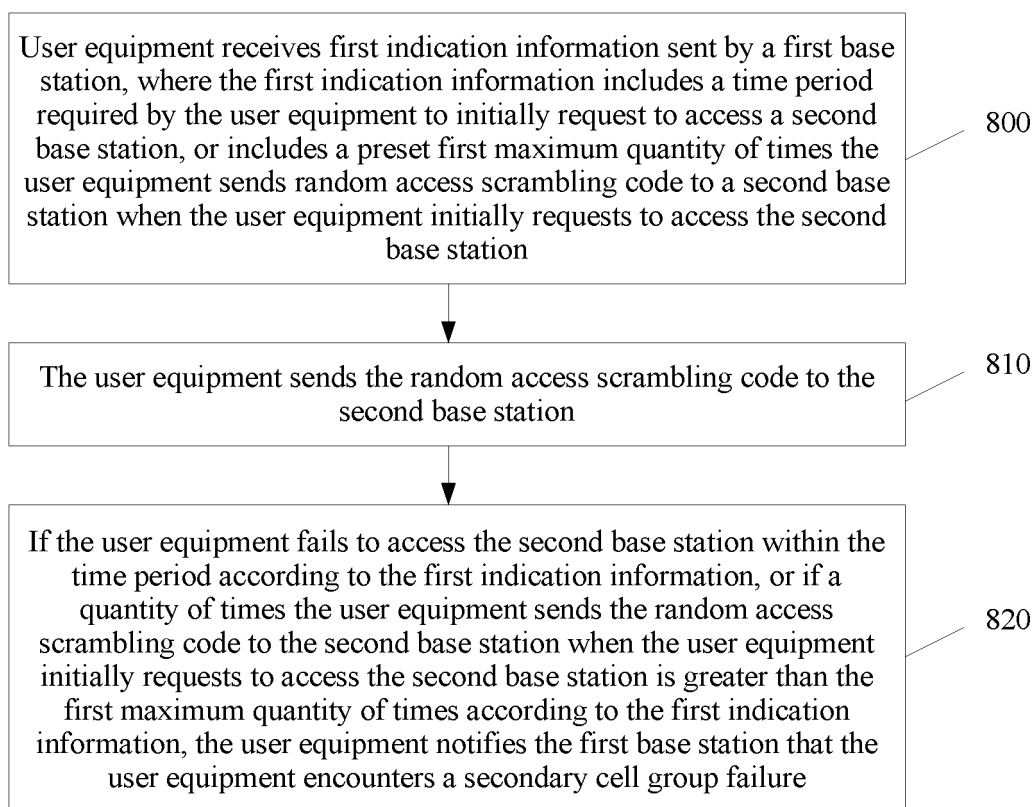 User equipment receives first indication information sent by a first base
station, where the first indication information includes a time period
required by the user equipment to initially request to access a second
base station, or includes a preset first maximum quantity of times the
user equipment sends random access scrambling code to a second base
station when the user equipment initially requests to access the second
base station
800
The user equipment sends the random access scrambling code to the
second base station
810
If the user equipment fails to access the second base station within the
time period according to the first indication information, or if a
quantity of times the user equipment sends the random access
scrambling code to the second base station when the user equipment
initially requests to access the second base station is greater than the
first maximum quantity of times according to the first indication
information, the user equipment notifies the first base station that the
user equipment encounters a secondary cell group failure
820